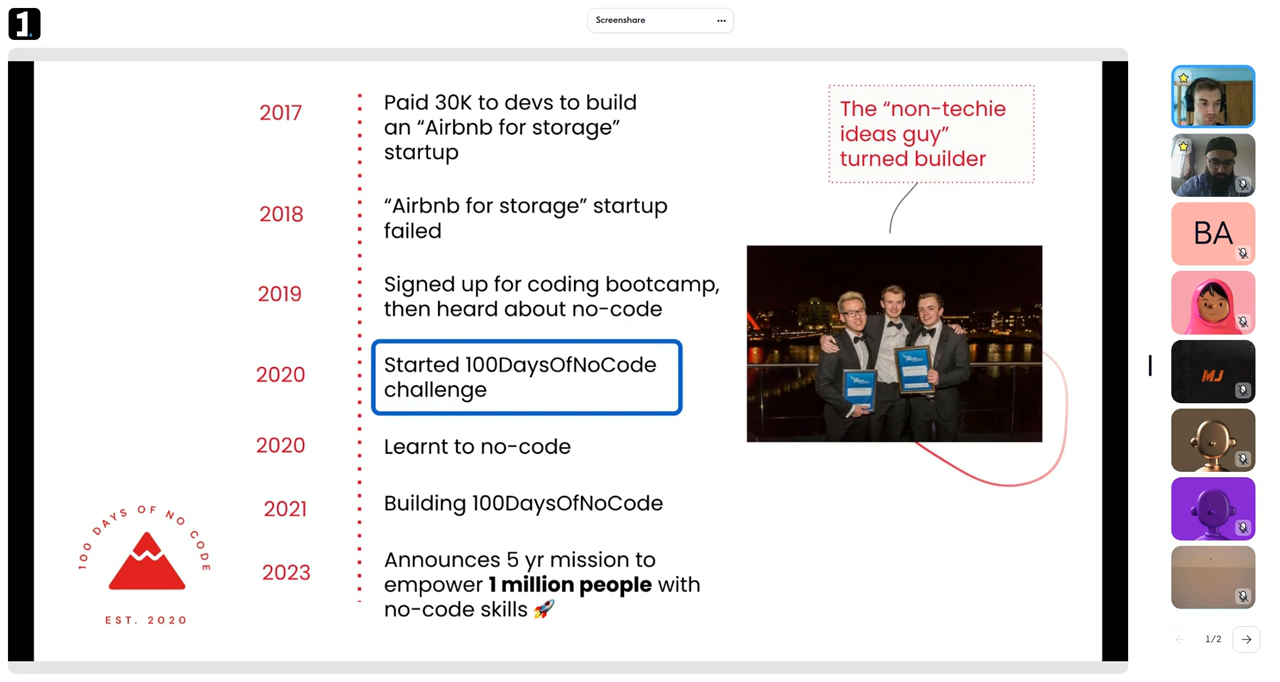 1.
Screenshare
2017
Paid 30K to devs to build
an “Airbnb for storage”
startup
2018
“Airbnb for storage” startup
failed
2019
Signed up for coding bootcamp,
then heard about no-code
2020
Started 100DaysOfNoCode
challenge
2020
Learnt to no-code
2021
Building 100DaysOfNoCode
2023
Announces 5 yr mission to
empower 1 million people with
no-code skills 🚀
The “non-techie
ideas guy”
turned builder
100 DAYS OF NO CODE
EST. 2020
BA
MJ
1/2